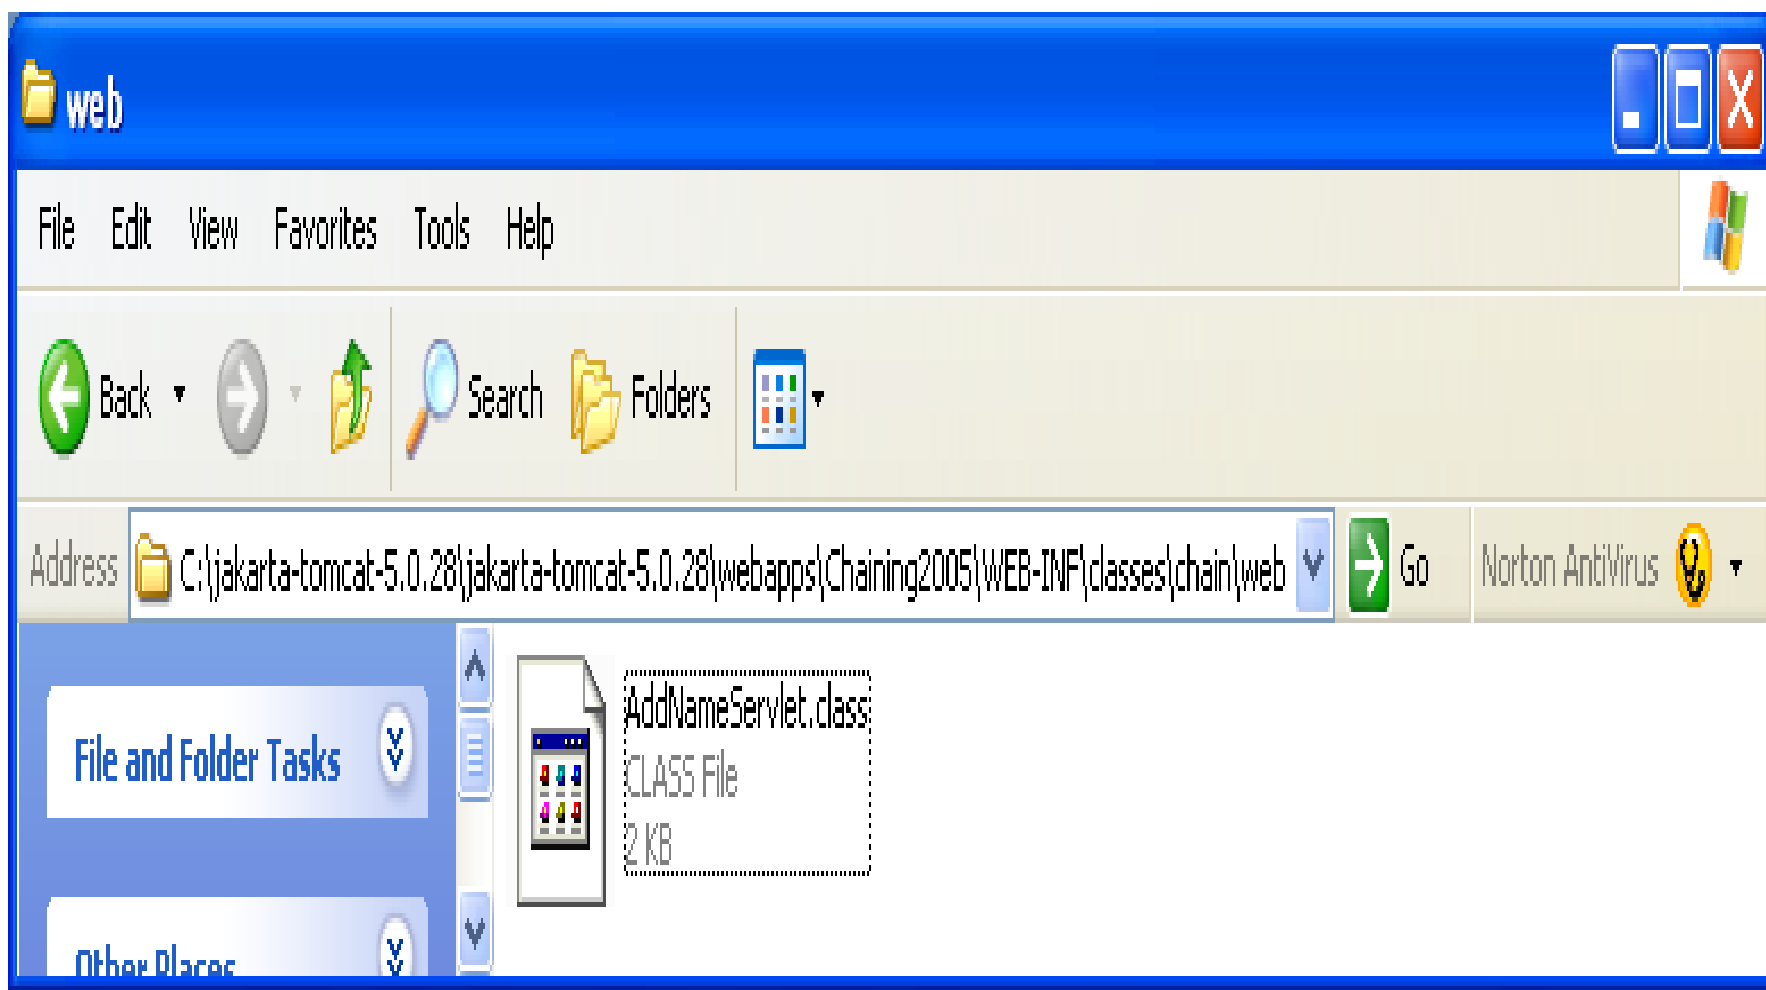 web
File Edit View Favorites Tools Help
Back Search Folders
Address C:\jakarta-tomcat-5.0.28\jakarta-tomcat-5.0.28\webapps\Chaining2005\WEB-INF\classes\chain\web Go Norton AntiVirus
File and Folder Tasks
Other Places
AddNameServlet.class
CLASS File
2 KB